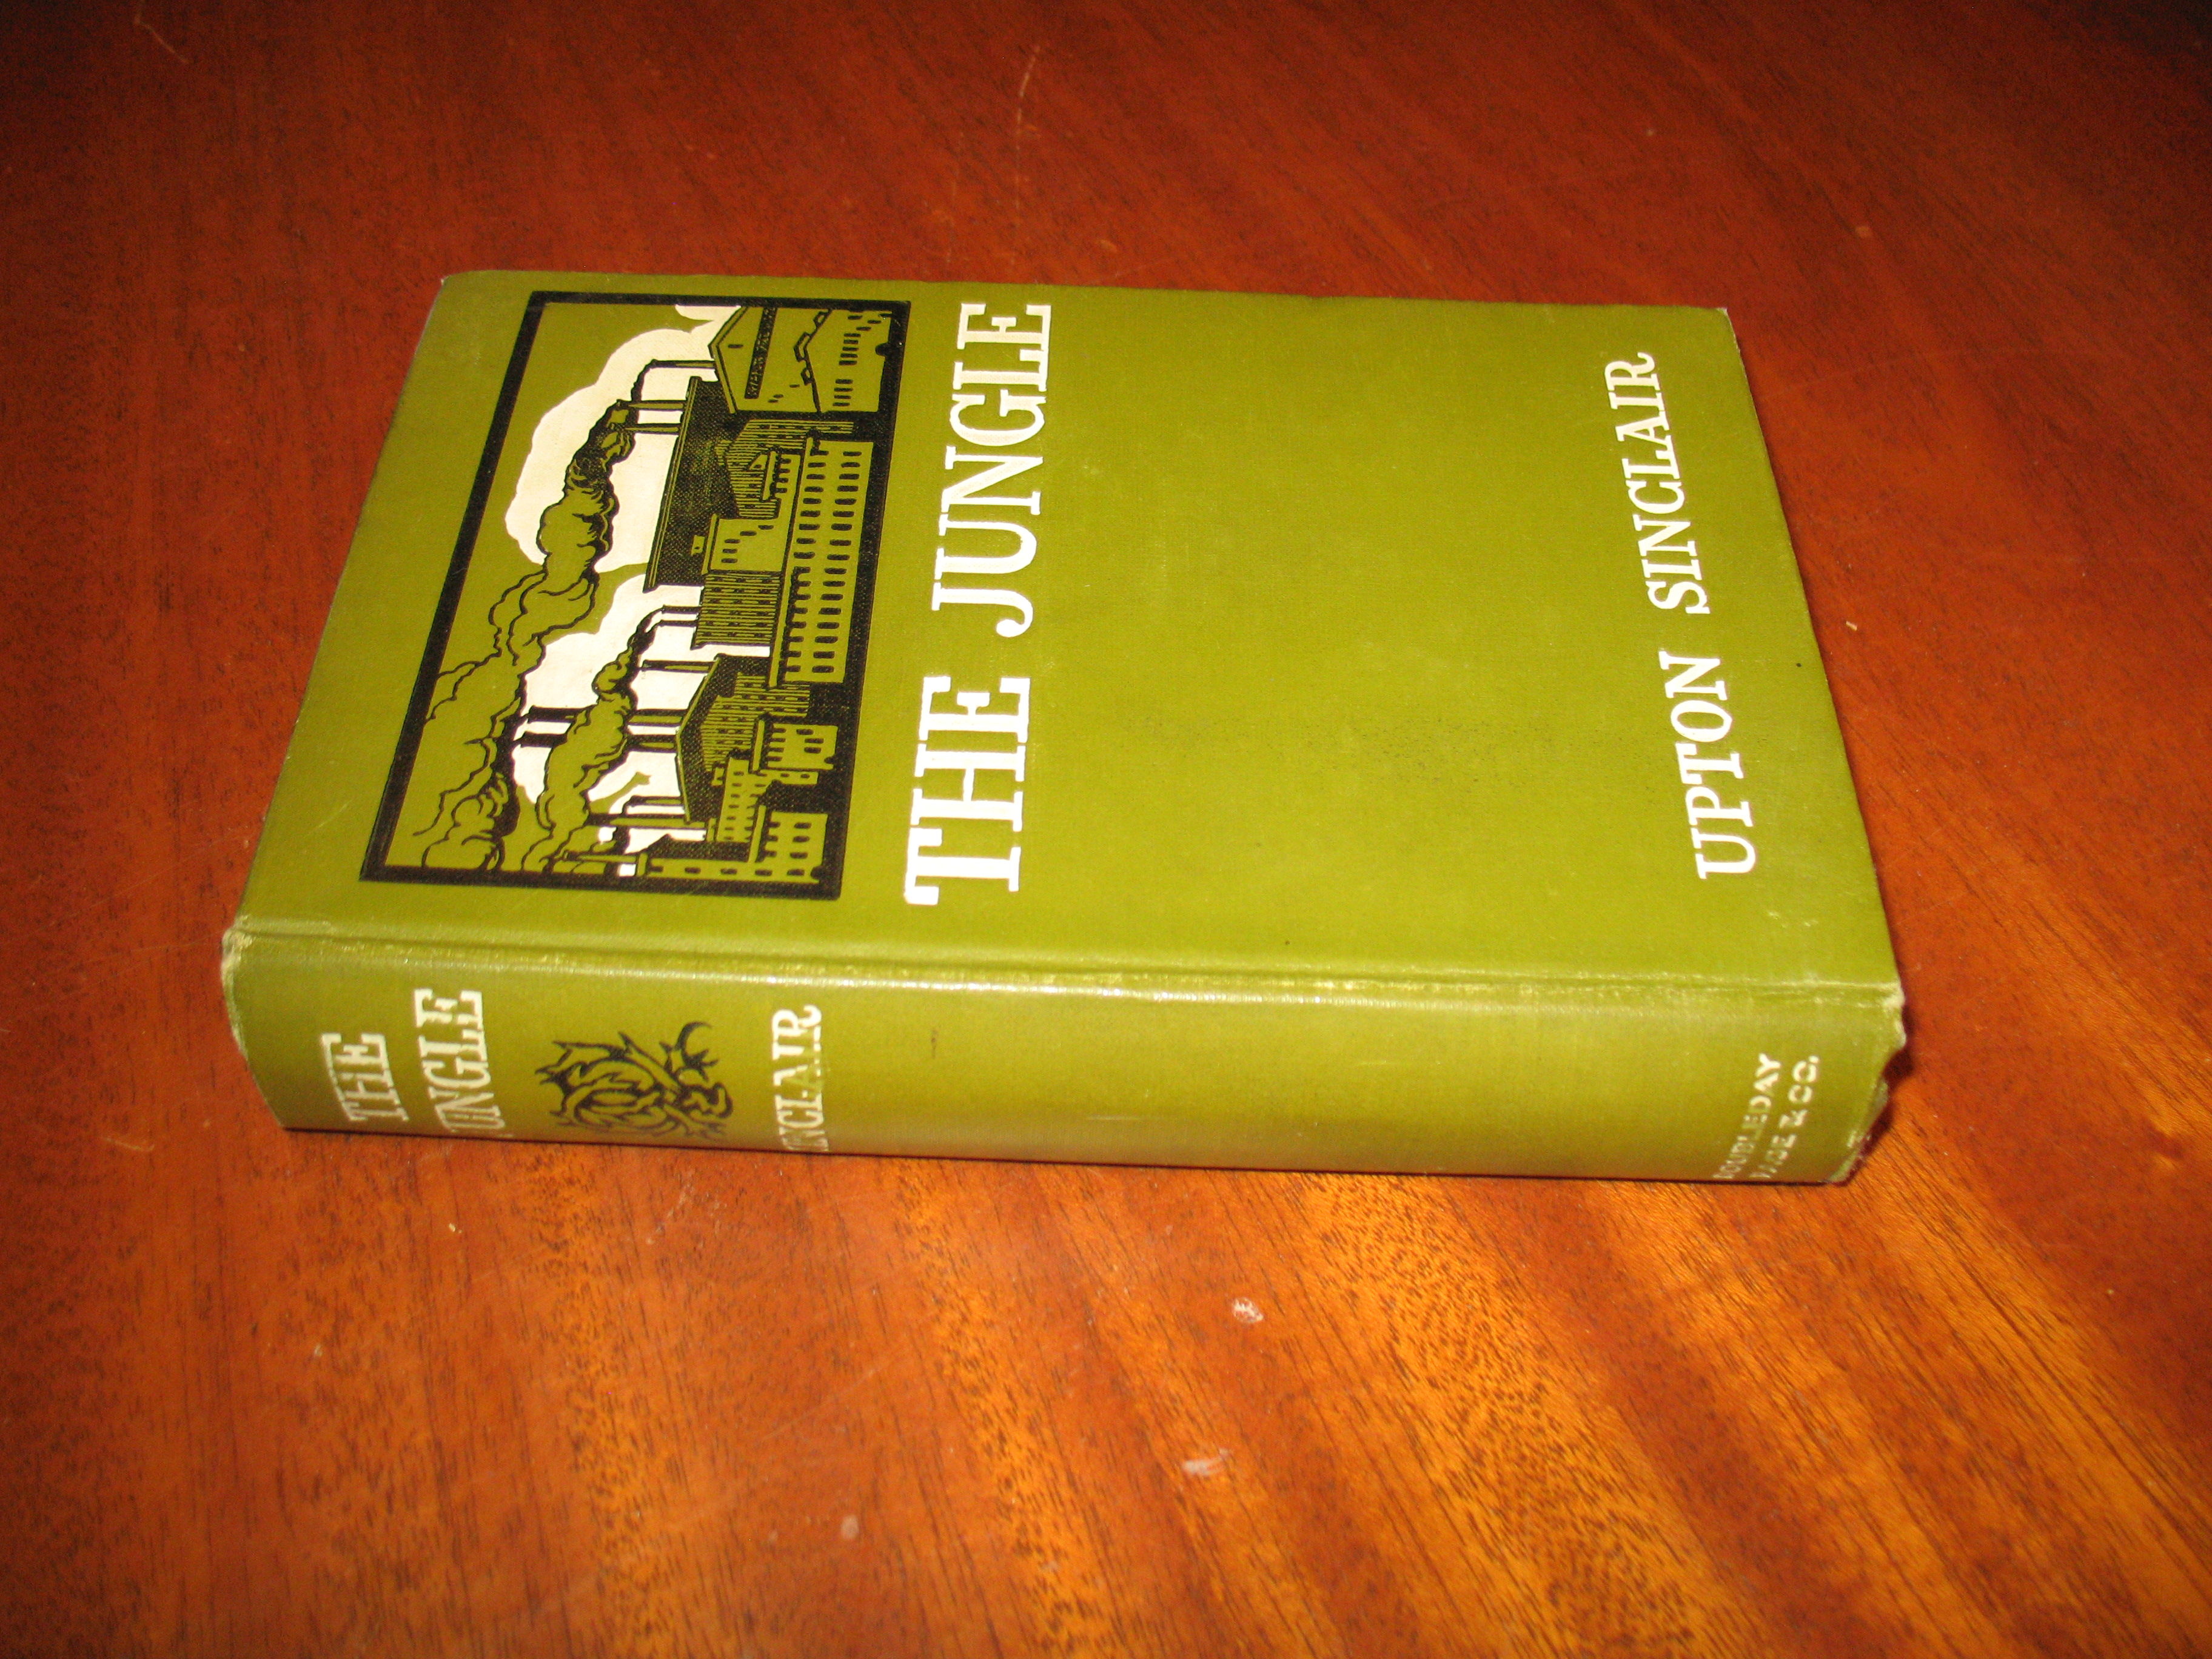 THE JUNGLE
UPTON SINCLAIR
THE
JUNGLE
SINCLAIR
DOUBLEDAY
PAGE & CO.